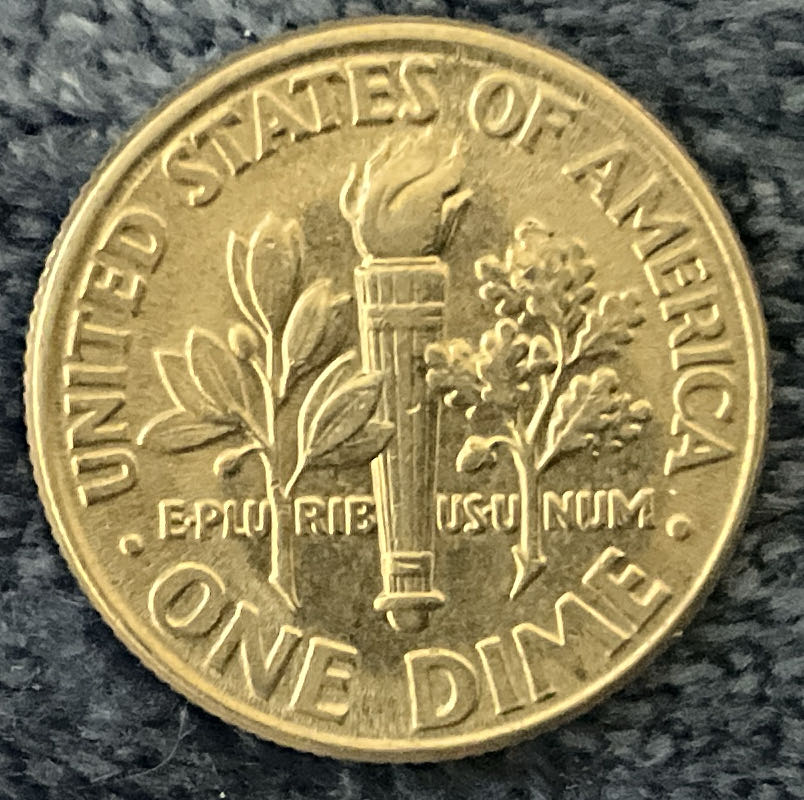 UNITED STATES OF AMERICA
E·PLURIBUS·UNUM
· ONE DIME ·